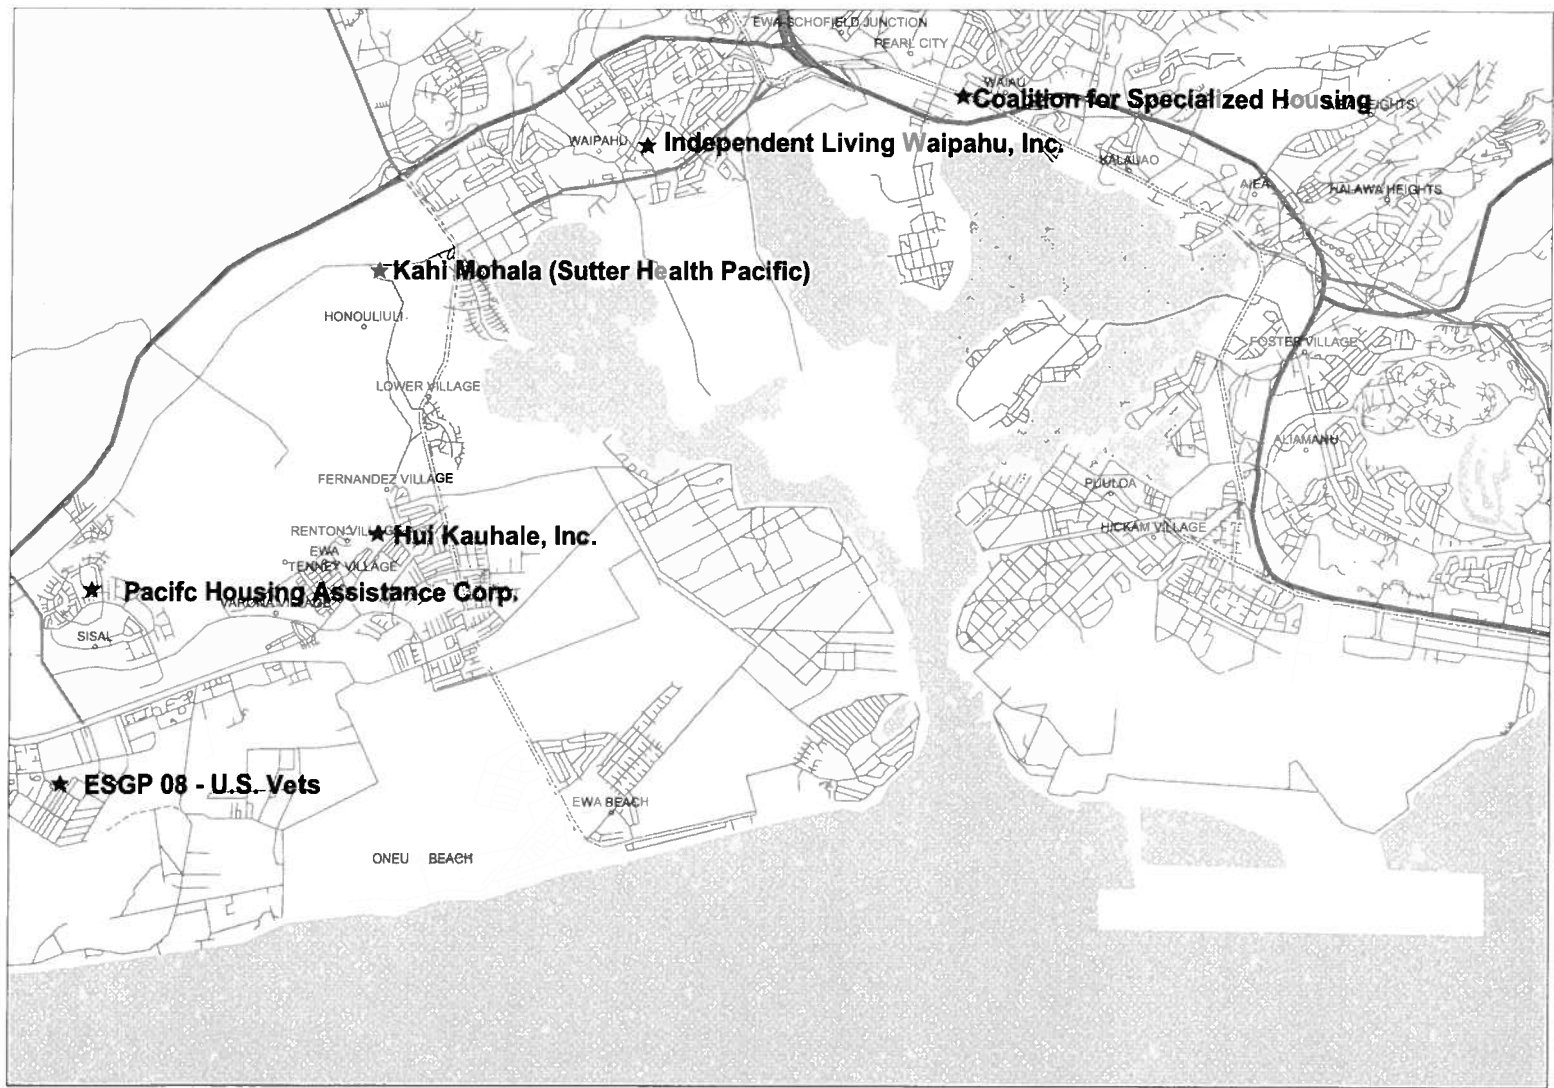 EWA-SCHOFIELD JUNCTION
PEARL CITY
WAIAU
★Coalition for Specialized Housing
HEIGHTS
WAIPAHU
★ Independent Living Waipahu, Inc.
KALAUAO
AIEA
HALAWA HEIGHTS
★Kahi Mohala (Sutter Health Pacific)
HONOULIULI
FOSTER VILLAGE
LOWER VILLAGE
ALIAMANU
FERNANDEZ VILLAGE
PUULOA
RENTON VILLAGE
★Hui Kauhale, Inc.
HICKAM VILLAGE
EWA
TENNEY VILLAGE
★ Pacifc Housing Assistance Corp.
VARONA VILLAGE
SISAL
★ ESGP 08 - U.S. Vets
EWA BEACH
ONEU BEACH